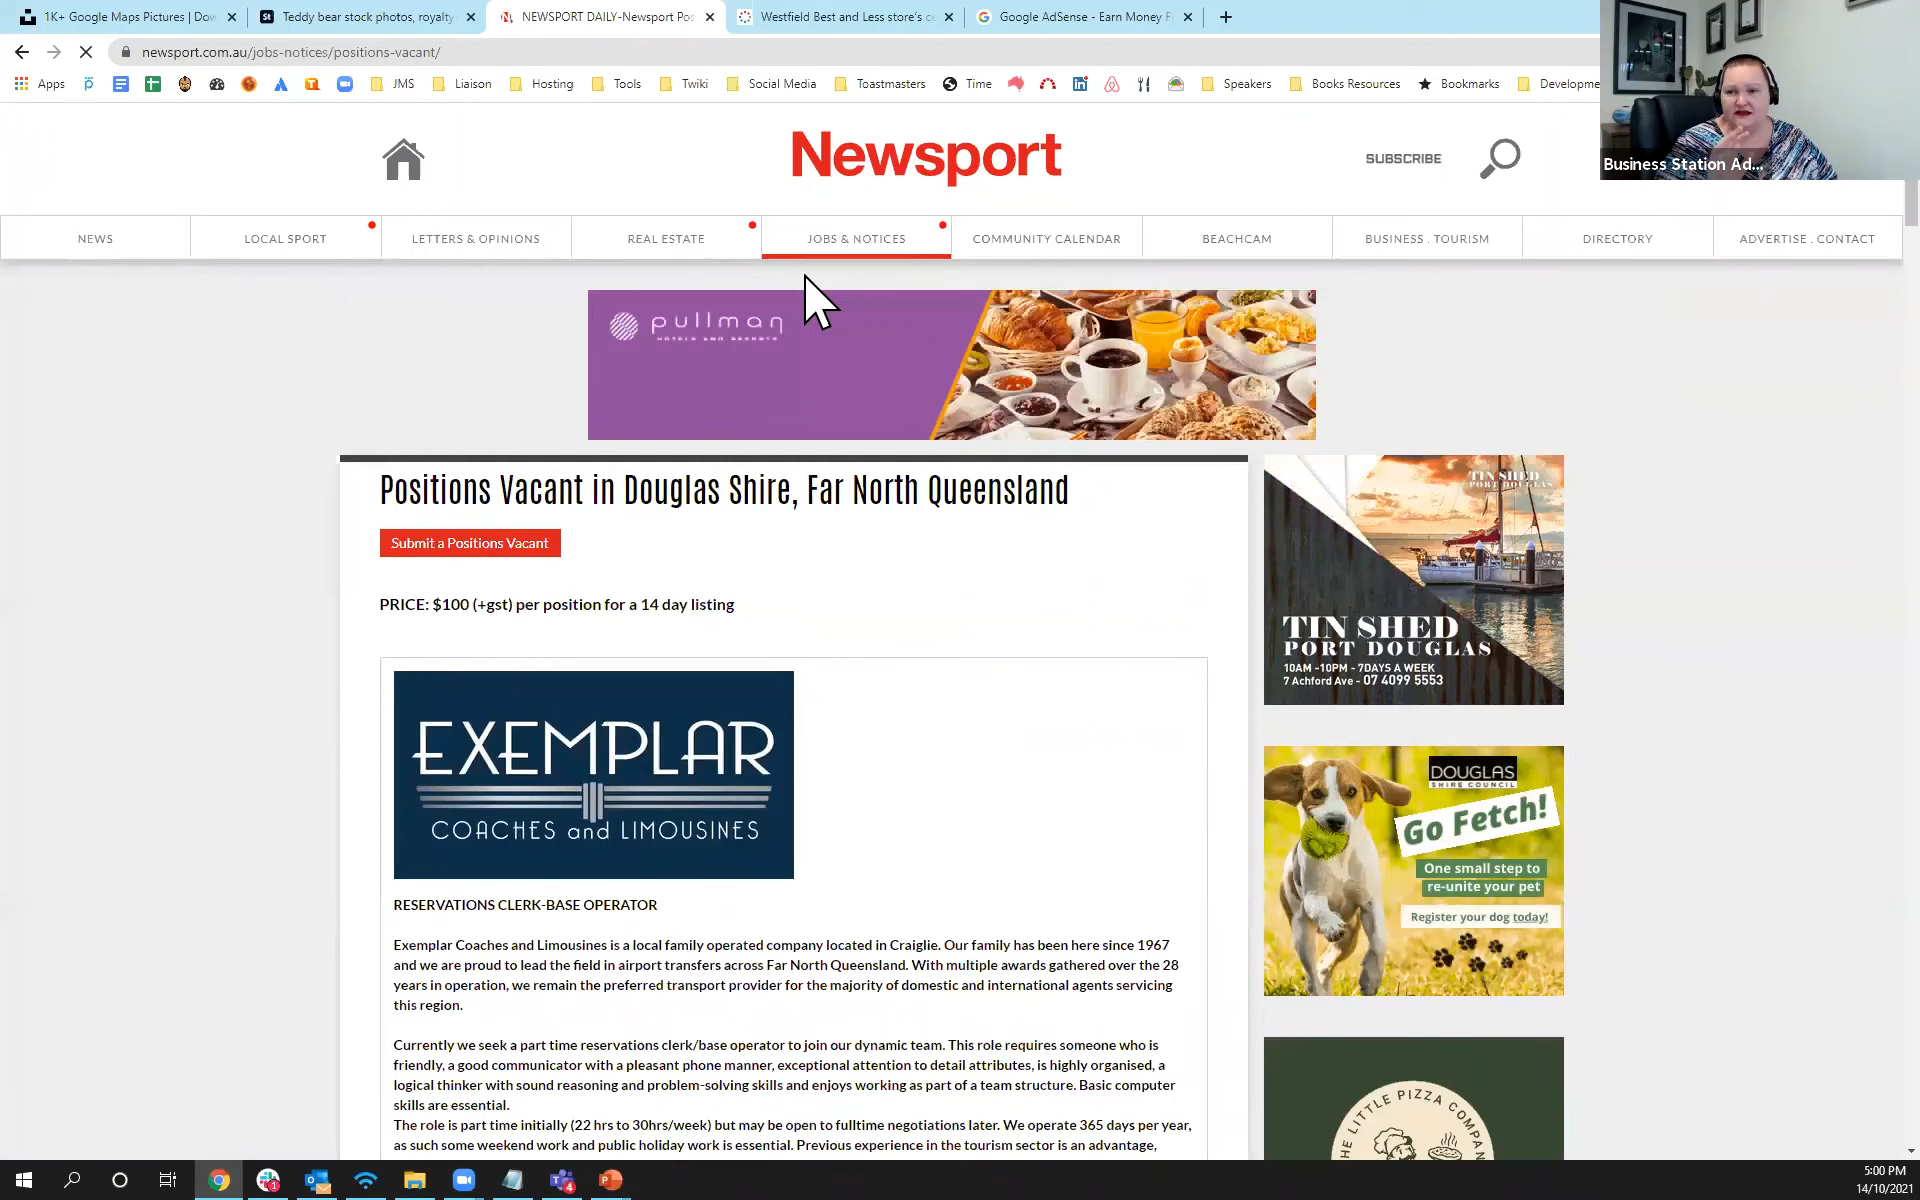 1K+ Google Maps Pictures | Dow
Teddy bear stock photos, royalty-
NEWSPORT DAILY-Newsport Pos
Westfield Best and Less store's c
Google AdSense - Earn Money F
newsport.com.au/jobs-notices/positions-vacant/
Apps
JMS
Liaison
Hosting
Tools
Twiki
Social Media
Toastmasters
Time
Speakers
Books Resources
Bookmarks
Developme
Newsport
SUBSCRIBE
Business Station Ad...
NEWS
LOCAL SPORT
LETTERS & OPINIONS
REAL ESTATE
JOBS & NOTICES
COMMUNITY CALENDAR
BEACHCAM
BUSINESS . TOURISM
DIRECTORY
ADVERTISE . CONTACT
pullman
HOTELS AND RESORTS
Positions Vacant in Douglas Shire, Far North Queensland
Submit a Positions Vacant
PRICE: $100 (+gst) per position for a 14 day listing
EXEMPLAR
COACHES and LIMOUSINES
RESERVATIONS CLERK-BASE OPERATOR
Exemplar Coaches and Limousines is a local family operated company located in Craiglie. Our family has been here since 1967
and we are proud to lead the field in airport transfers across Far North Queensland. With multiple awards gathered over the 28
years in operation, we remain the preferred transport provider for the majority of domestic and international agents servicing
this region.
Currently we seek a part time reservations clerk/base operator to join our dynamic team. This role requires someone who is
friendly, a good communicator with a pleasant phone manner, exceptional attention to detail attributes, is highly organised, a
logical thinker with sound reasoning and problem-solving skills and enjoys working as part of a team structure. Basic computer
skills are essential.
The role is part time initially (22 hrs to 30hrs/week) but may be open to fulltime negotiations later. We operate 365 days per year,
as such some weekend work and public holiday work is essential. Previous experience in the tourism sector is an advantage,
TIN SHED
PORT DOUGLAS
TIN SHED
PORT DOUGLAS
10AM -10PM - 7DAYS A WEEK
7 Achford Ave - 07 4099 5553
DOUGLAS
SHIRE COUNCIL
Go Fetch!
One small step to
re-unite your pet
Register your dog today!
THE LITTLE PIZZA COMPAN
5:00 PM
14/10/2021